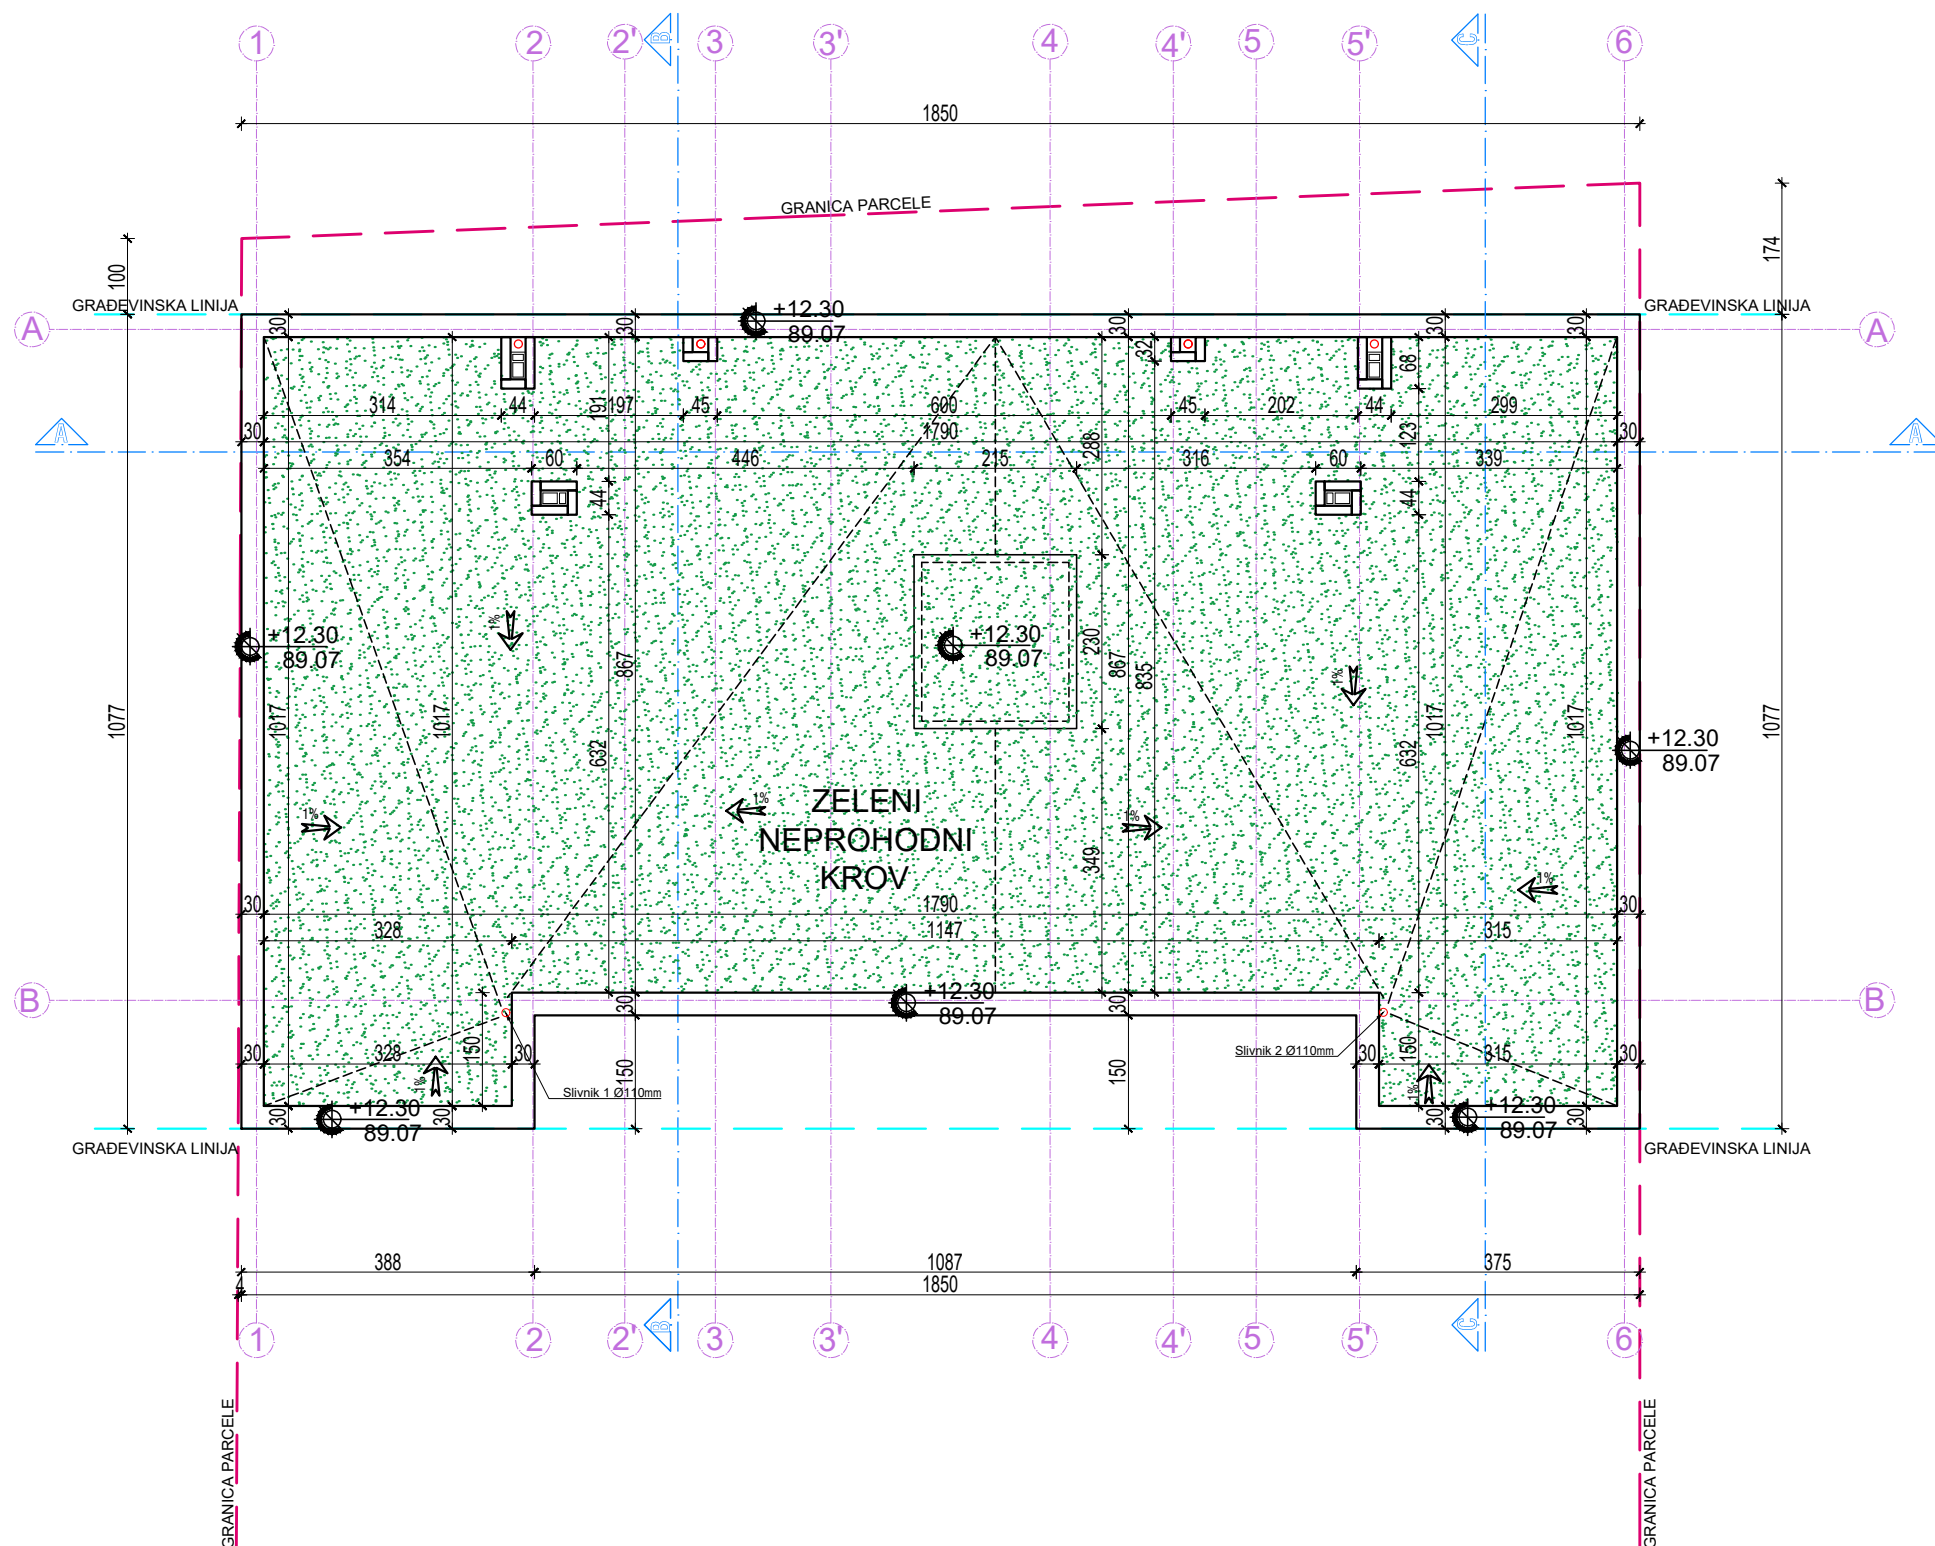 1 2 2' B 3 3' 4 4' 5 5' C 6
1850
GRANICA PARCELE
100
174
GRAĐEVINSKA LINIJA
GRAĐEVINSKA LINIJA
A
A
30 30 30 30 30
+12.30
89.07
32
68
314 44 191 197 45 600 45 202 44 299
30 1790 30
A
A
123
288
354 60 446 215 316 60 339
44
44
1%
+12.30
89.07
+12.30
89.07
230
867
867
835
1%
1077
1017
1017
632
632
1017
1017
1077
+12.30
89.07
1%
1%
ZELENI
NEPROHODNI
KROV
1%
349
1%
30 1790 30
328 1147 315
B
B
+12.30
89.07
30
30
30 328 150 30
30 150 315 30
Slivnik 1 Ø110mm
Slivnik 2 Ø110mm
150
150
1%
1%
30
+12.30
89.07
30
30
+12.30
89.07
30
GRAĐEVINSKA LINIJA
GRAĐEVINSKA LINIJA
388 1087 375
4 1850
1 2 2' B 3 3' 4 4' 5 5' C 6
GRANICA PARCELE
GRANICA PARCELE